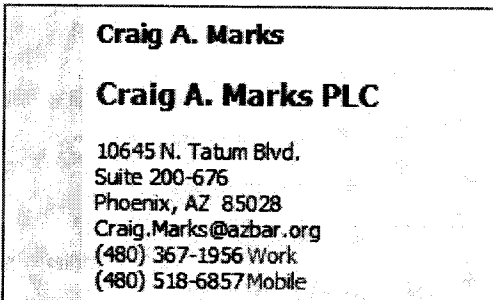 Craig A. Marks
Craig A. Marks PLC
10645 N. Tatum Blvd.
Suite 200-676
Phoenix, AZ 85028
Craig.Marks@azbar.org
(480) 367-1956 Work
(480) 518-6857 Mobile